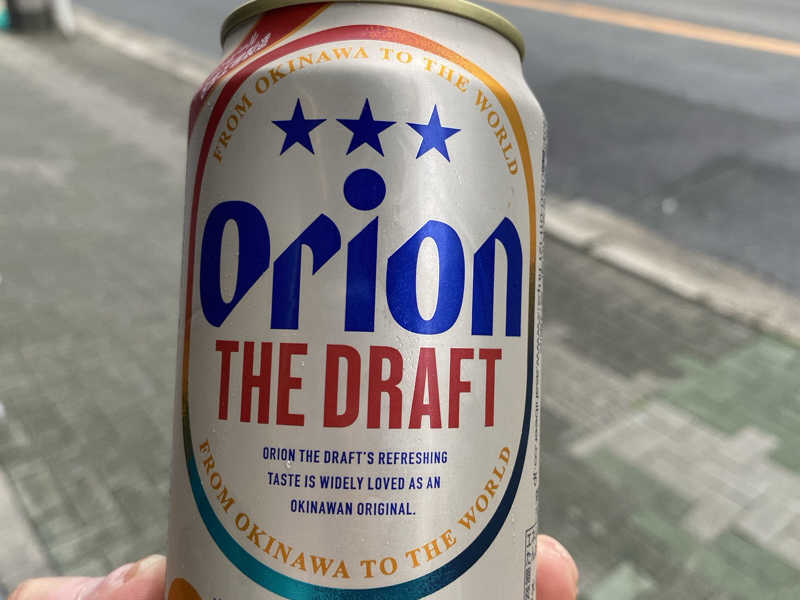 FROM OKINAWA TO THE WORLD
Orion
THE DRAFT
ORION THE DRAFT'S REFRESHING
TASTE IS WIDELY LOVED AS AN
OKINAWAN ORIGINAL.
FROM OKINAWA TO THE WORLD